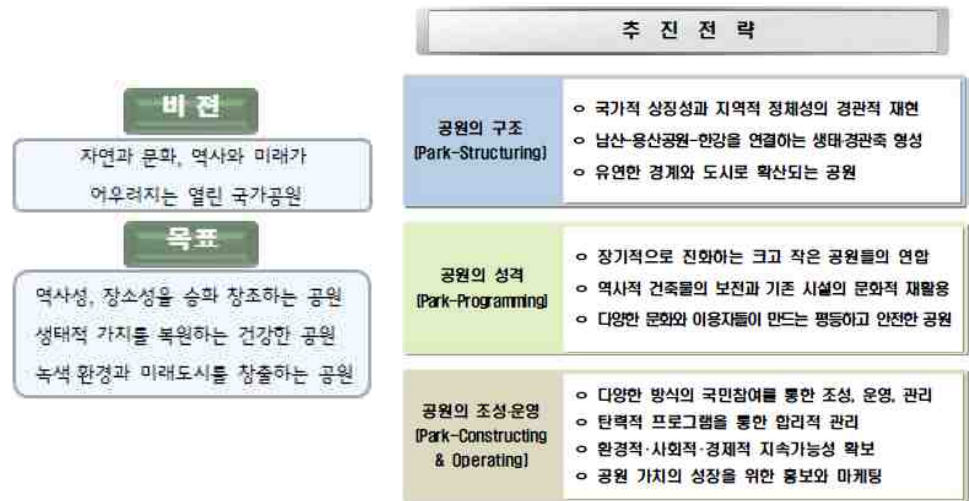 추 진 전 략
비 전
자연과 문화, 역사와 미래가
어우러지는 열린 국가공원
목표
역사성, 장소성을 승화 창조하는 공원
생태적 가치를 복원하는 건강한 공원
녹색 환경과 미래도시를 창출하는 공원
공원의 구조
(Park-Structuring)
o 국가적 상징성과 지역적 정체성의 경관적 재현
o 남산-용산공원-한강을 연결하는 생태·경관축 형성
o 유연한 경계와 도시로 확산되는 공원
공원의 성격
(Park-Programming)
o 장기적으로 진화하는 크고 작은 공원들의 연합
o 역사적 건축물의 보전과 기존 시설의 문화적 재활용
o 다양한 문화와 이용자들이 만드는 평등하고 안전한 공원
공원의 조성·운영
(Park-Constructing
& Operating)
o 다양한 방식의 국민참여를 통한 조성, 운영, 관리
o 탄력적 프로그램을 통한 합리적 관리
o 환경적·사회적·경제적 지속가능성 확보
o 공원 가치의 성장을 위한 홍보와 마케팅